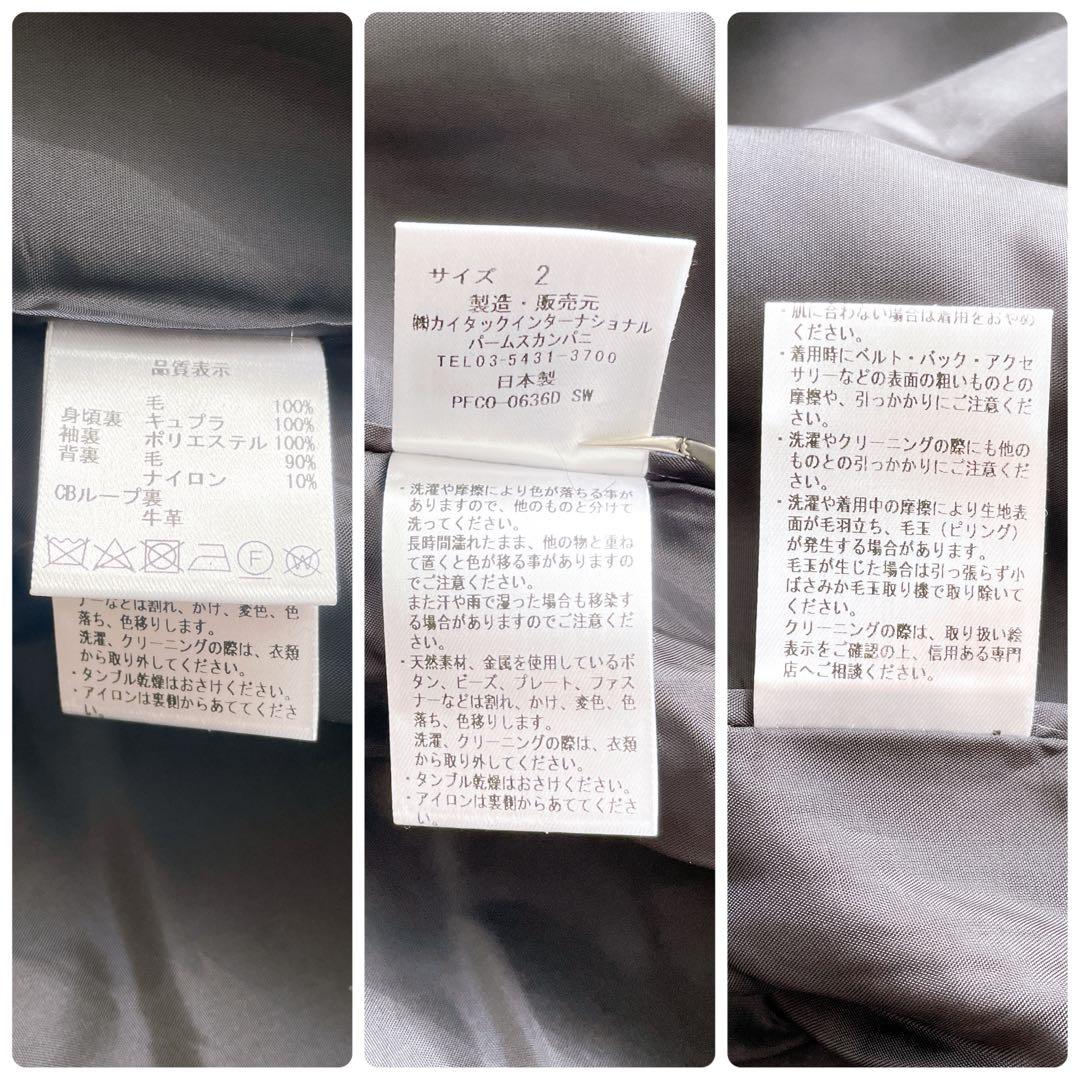 品質表示
毛 100%
身頃裏 キュプラ 100%
袖裏 ポリエステル 100%
背裏 毛 90%
ナイロン 10%
CBループ裏
牛革
F
W
ナーなどは割れ、かけ、変色、色
落ち、色移りします。
洗濯、クリーニングの際は、衣類
から取り外してください。
・タンブル乾燥はおさけください。
・アイロンは裏側からあててくださ
い。
サイズ 2
製造・販売元
㈱カイタックインターナショナル
パームスカンパニ
TEL03-5431-3700
日本製
PFCO-0636D SW
・洗濯や摩擦により色が落ちる事が
ありますので、他のものと分けて
洗ってください。
長時間濡れたまま、他の物と重ね
て置くと色が移る事がありますの
でご注意ください。
また汗や雨で湿った場合も移染す
る場合がありますのでご注意くださ
い。
・天然素材、金属を使用しているボ
タン、ビーズ、プレート、ファス
ナーなどは割れ、かけ、変色、色
落ち、色移りします。
洗濯、クリーニングの際は、衣類
から取り外してください。
・タンブル乾燥はおさけください。
・アイロンは裏側からあててくださ
い。
・肌に合わない場合は着用をおやめ
ください。
・着用時にベルト・バック・アクセ
サリーなどの表面の粗いものとの
摩擦や、引っかかりにご注意くだ
さい。
・洗濯やクリーニングの際にも他の
ものとの引っかかりにご注意くだ
さい。
・洗濯や着用中の摩擦により生地表
面が毛羽立ち、毛玉（ピリング）
が発生する場合があります。
毛玉が生じた場合は引っ張らず小
ばさみか毛玉取り機で取り除いて
ください。
クリーニングの際は、取り扱い絵
表示をご確認の上、信用ある専門
店へご相談ください。